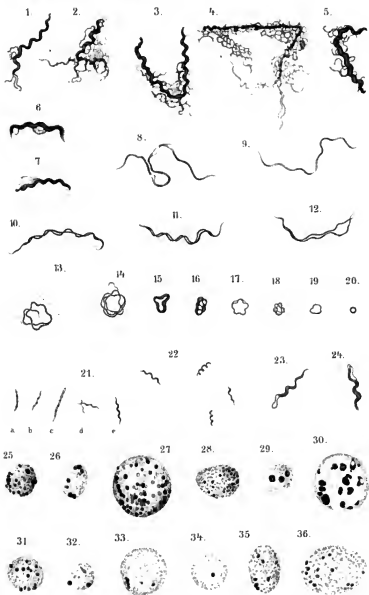 1. 2. 3. 4. 5.
6
7
8. 9.
10. 11. 12.
13. 14 15 16 17. 18 19 20.
21. 22 23. 24.
a b c d e
25 26 27 28. 29. 30.
31 32. 33. 34. 35 36.